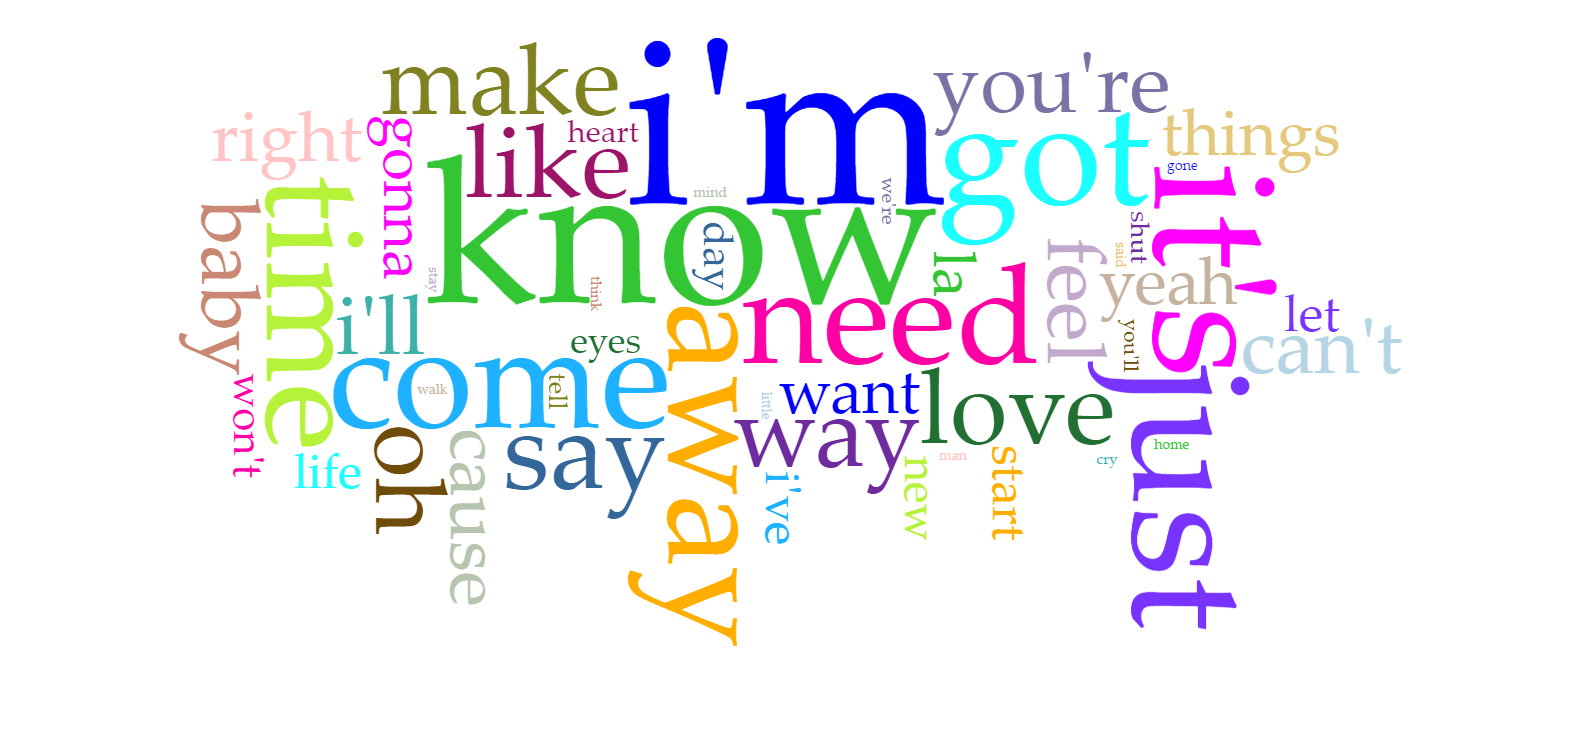 i'm
make
you're
right
gonna
like
heart
got
things
gone
know
mind
we're
it's
baby
time
day
shut
said
stay
think
la
feel
yeah
i'll
eyes
need
you'll
let
can't
away
come
walk
tell
little
want
love
just
won't
oh
cause
say
way
man
cry
home
life
i've
new
start